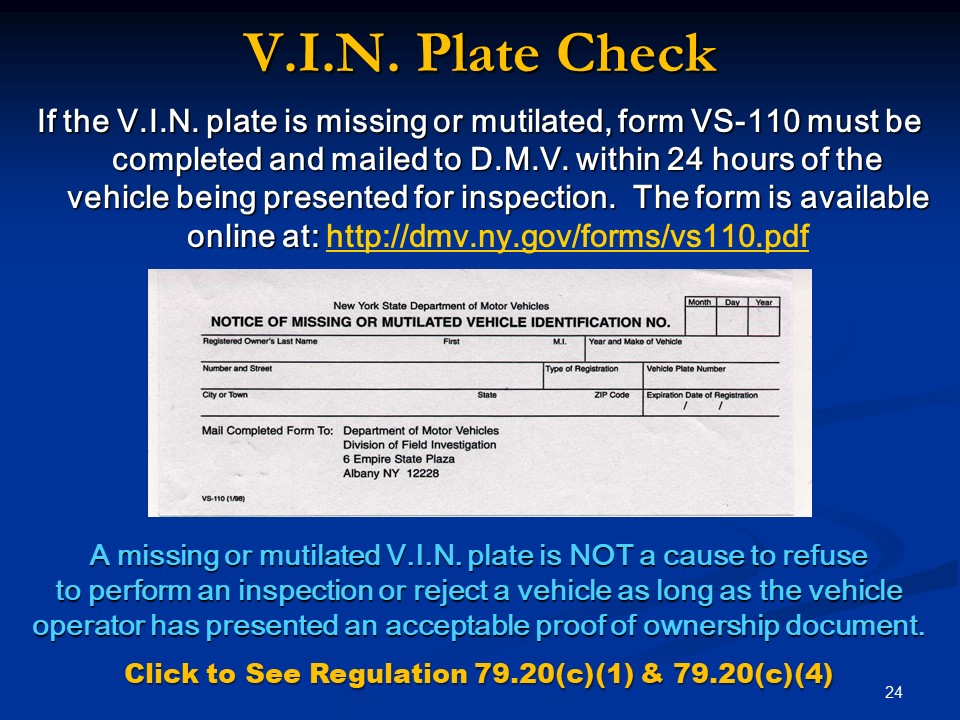 V.I.N. Plate Check
If the V.I.N. plate is missing or mutilated, form VS-110 must be
completed and mailed to D.M.V. within 24 hours of the
vehicle being presented for inspection. The form is available
online at: http://dmv.ny.gov/forms/vs110.pdf
New York State Department of Motor Vehicles
Month Day Year
NOTICE OF MISSING OR MUTILATED VEHICLE IDENTIFICATION NO.
Registered Owner's Last Name First M.I. Year and Make of Vehicle
Number and Street Type of Registration Vehicle Plate Number
City or Town State ZIP Code Expiration Date of Registration
/ /
Mail Completed Form To: Department of Motor Vehicles
Division of Field Investigation
6 Empire State Plaza
Albany NY 12228
VS-110 (1/98)
A missing or mutilated V.I.N. plate is NOT a cause to refuse
to perform an inspection or reject a vehicle as long as the vehicle
operator has presented an acceptable proof of ownership document.
Click to See Regulation 79.20(c)(1) & 79.20(c)(4)
24